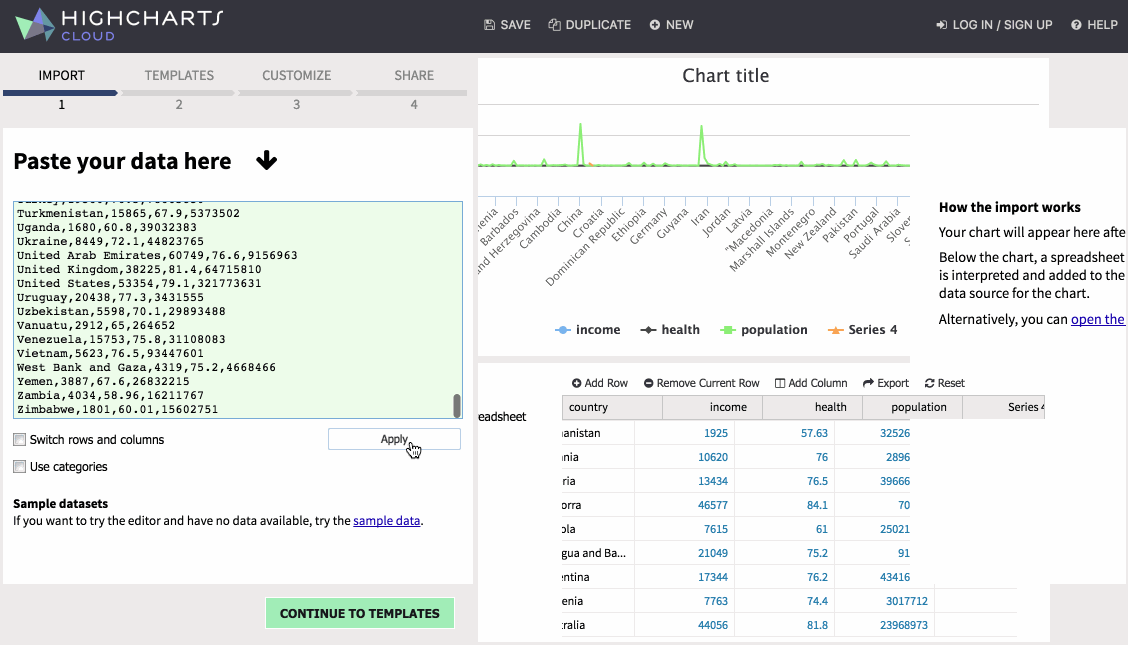 HIGHCHARTS
CLOUD
SAVE
DUPLICATE
NEW
LOG IN / SIGN UP
HELP
IMPORT
TEMPLATES
CUSTOMIZE
SHARE
1
2
3
4
Paste your data here
Turkmenistan,15865,67.9,5373502
Uganda,1680,60.8,39032383
Ukraine,8449,72.1,44823765
United Arab Emirates,60749,76.6,9156963
United Kingdom,38225,81.4,64715810
United States,53354,79.1,321773631
Uruguay,20438,77.3,3431555
Uzbekistan,5598,70.1,29893488
Vanuatu,2912,65,264652
Venezuela,15753,75.8,31108083
Vietnam,5623,76.5,93447601
West Bank and Gaza,4319,75.2,4668466
Yemen,3887,67.6,26832215
Zambia,4034,58.96,16211767
Zimbabwe,1801,60.01,15602751
Switch rows and columns
Apply
Use categories
Sample datasets
If you want to try the editor and have no data available, try the sample data.
CONTINUE TO TEMPLATES
Chart title
enia
Barbados
nd Herzegovina
Cambodia
China
Croatia
Dominican Republic
Ethiopia
Germany
Guyana
Iran
Jordan
Latvia
"Macedonia
Marshall Islands
Montenegro
New Zealand
Pakistan
Portugal
Saudi Arabia
Slove
S
income
health
population
Series 4
How the import works
Your chart will appear here afte
Below the chart, a spreadsheet
is interpreted and added to the
data source for the chart.
Alternatively, you can open the
Add Row
Remove Current Row
Add Column
Export
Reset
eadsheet
country income health population Series 4
anistan 1925 57.63 32526
nia 10620 76 2896
ria 13434 76.5 39666
orra 46577 84.1 70
ola 7615 61 25021
gua and Ba... 21049 75.2 91
entina 17344 76.2 43416
enia 7763 74.4 3017712
tralia 44056 81.8 23968973